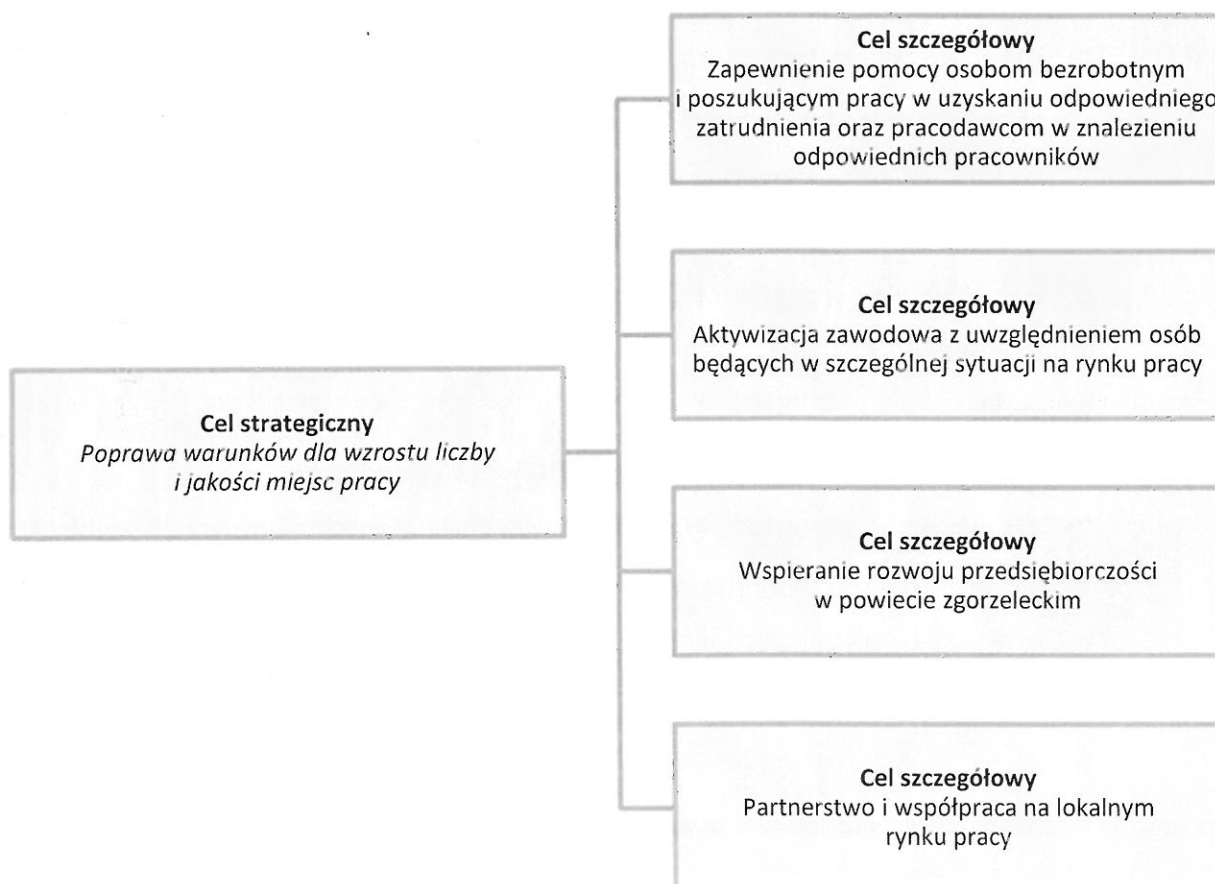 Cel strategiczny
Poprawa warunków dla wzrostu liczby
i jakości miejsc pracy
Cel szczegółowy
Zapewnienie pomocy osobom bezrobotnym
i poszukującym pracy w uzyskaniu odpowiedniego
zatrudnienia oraz pracodawcom w znalezieniu
odpowiednich pracowników
Cel szczegółowy
Aktywizacja zawodowa z uwzględnieniem osób
będących w szczególnej sytuacji na rynku pracy
Cel szczegółowy
Wspieranie rozwoju przedsiębiorczości
w powiecie zgorzeleckim
Cel szczegółowy
Partnerstwo i współpraca na lokalnym
rynku pracy